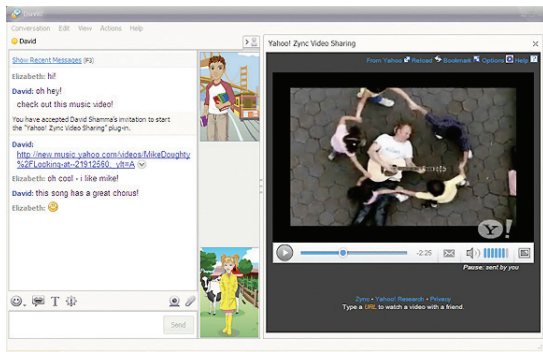 David
Conversation Edit View Actions Help
David
Show Recent Messages (F3)
Elizabeth: hi!
David: oh hey!
check out this music video!
You have accepted David Shamma's invitation to start
the "Yahoo! Zync Video Sharing" plug-in.
David:
http://new.music.yahoo.com/videos/MikeDoughty
%2FLooking-at--21912560_ylt=A
Elizabeth: oh cool - i like mike!
David: this song has a great chorus!
Elizabeth:
T
Send
Yahoo! Zync Video Sharing
From Yahoo Reload Bookmark Options Help
Y!
-2:25
Pause: sent by you
Zync • Yahoo! Research • Privacy
Type a URL to watch a video with a friend.